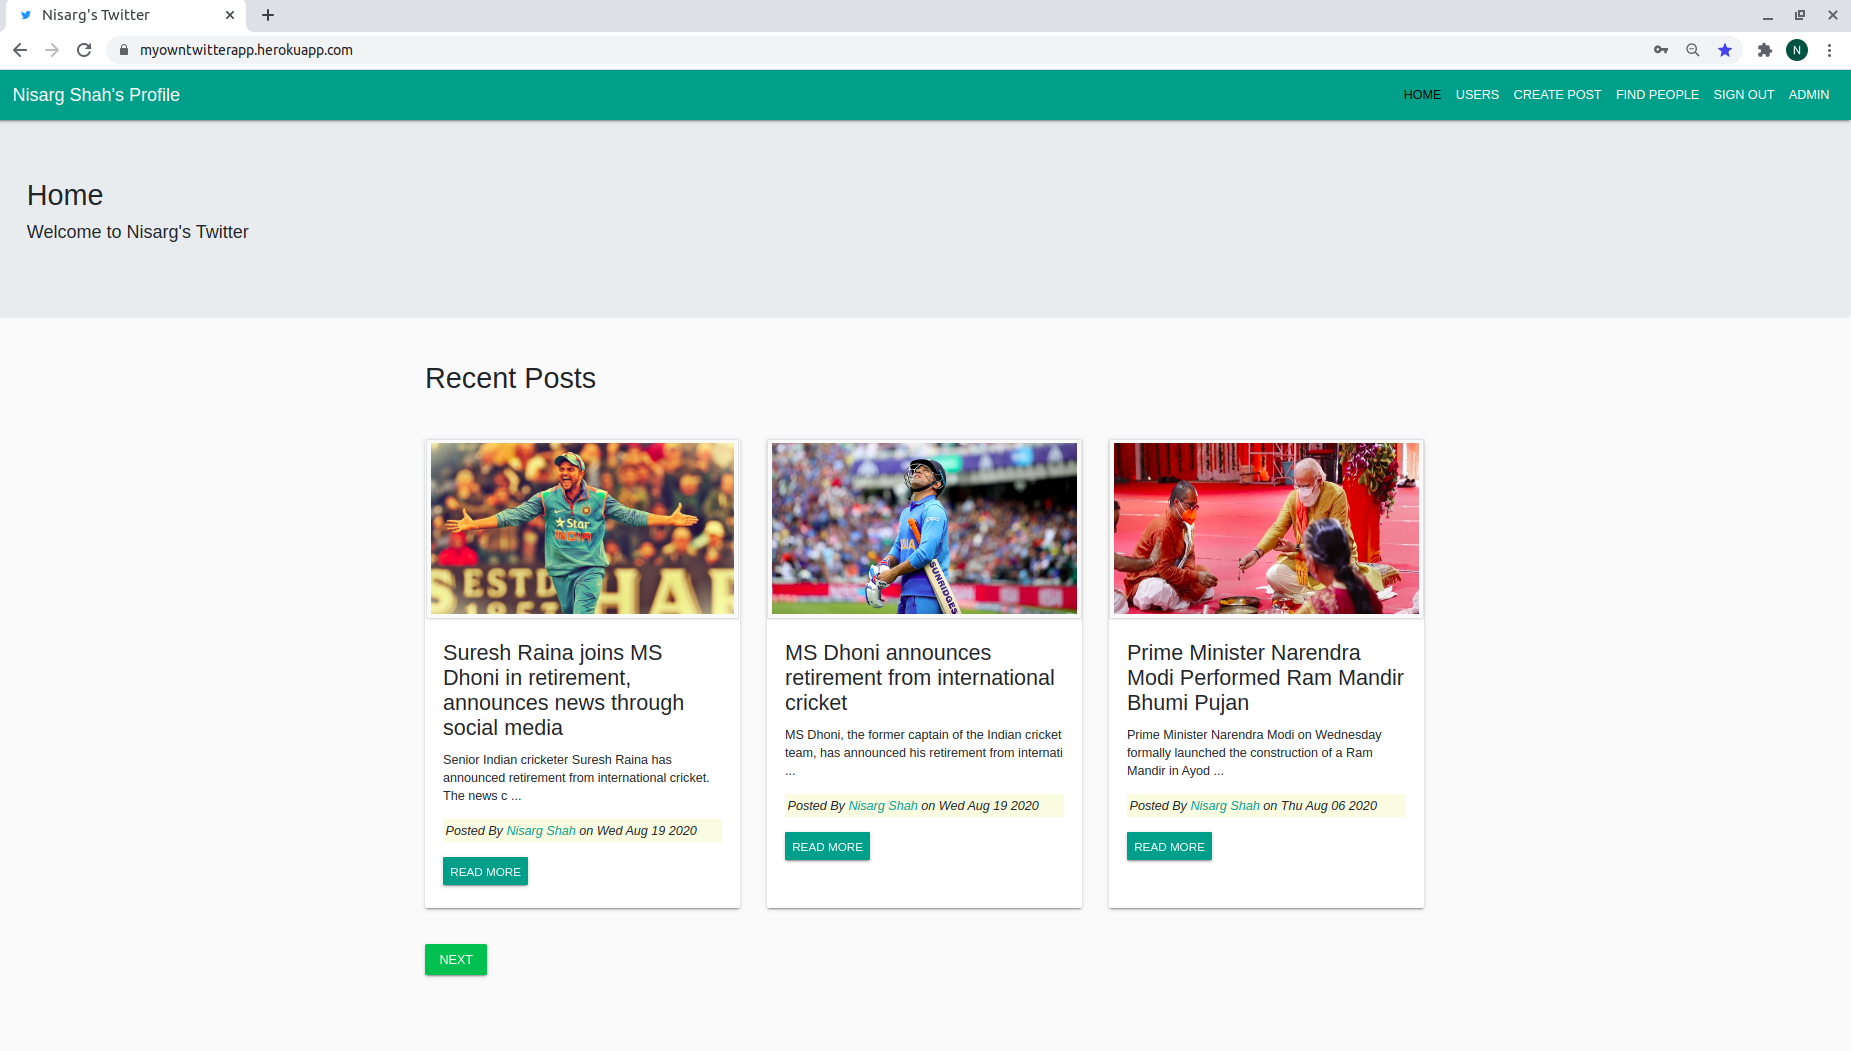 Nisarg's Twitter
myowntwitterapp.herokuapp.com
N
Nisarg Shah's Profile
HOME USERS CREATE POST FIND PEOPLE SIGN OUT ADMIN
Home
Welcome to Nisarg's Twitter
Recent Posts
Star
INDIA
ESTD
HAR
Suresh Raina joins MS
Dhoni in retirement,
announces news through
social media
Senior Indian cricketer Suresh Raina has
announced retirement from international cricket.
The news c ...
Posted By Nisarg Shah on Wed Aug 19 2020
READ MORE
SUNRIDGES
MS Dhoni announces
retirement from international
cricket
MS Dhoni, the former captain of the Indian cricket
team, has announced his retirement from internati
...
Posted By Nisarg Shah on Wed Aug 19 2020
READ MORE
Prime Minister Narendra
Modi Performed Ram Mandir
Bhumi Pujan
Prime Minister Narendra Modi on Wednesday
formally launched the construction of a Ram
Mandir in Ayod ...
Posted By Nisarg Shah on Thu Aug 06 2020
READ MORE
NEXT